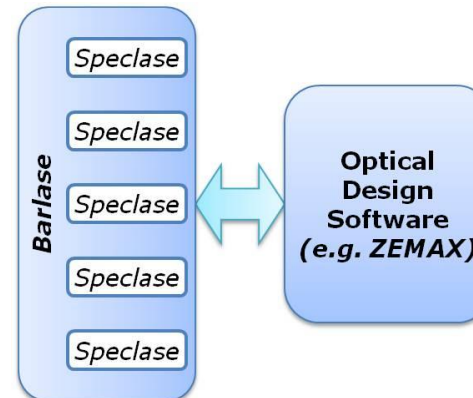 Barlase
Speclase
Speclase
Speclase
Speclase
Speclase
Optical
Design
Software
(e.g. ZEMAX)